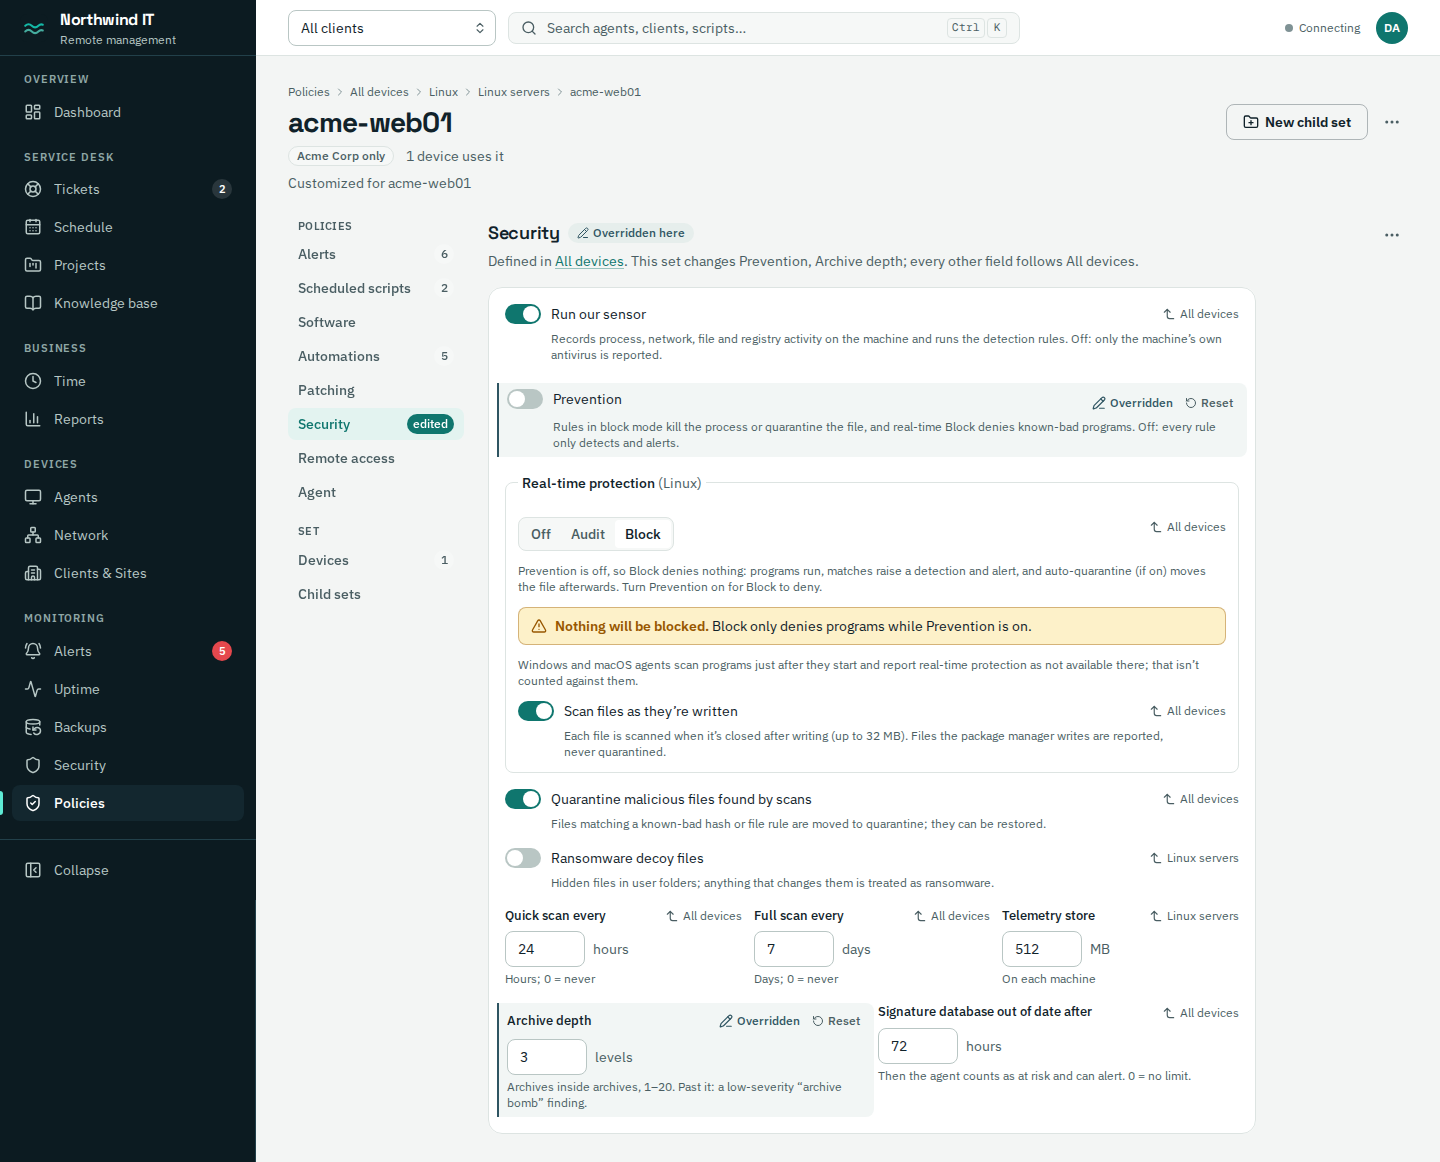 Northwind IT
Remote management
All clients
Search agents, clients, scripts...
Ctrl K
Connecting
DA
OVERVIEW
Dashboard
SERVICE DESK
Tickets 2
Schedule
Projects
Knowledge base
BUSINESS
Time
Reports
DEVICES
Agents
Network
Clients & Sites
MONITORING
Alerts 5
Uptime
Backups
Security
Policies
Collapse
Policies > All devices > Linux > Linux servers > acme-web01
acme-web01
New child set
Acme Corp only 1 device uses it
Customized for acme-web01
POLICIES
Alerts 6
Scheduled scripts 2
Software
Automations 5
Patching
Security edited
Remote access
Agent
SET
Devices 1
Child sets
Security Overridden here
Defined in All devices. This set changes Prevention, Archive depth; every other field follows All devices.
Run our sensor All devices
Records process, network, file and registry activity on the machine and runs the detection rules. Off: only the machine’s own
antivirus is reported.
Prevention Overridden Reset
Rules in block mode kill the process or quarantine the file, and real-time Block denies known-bad programs. Off: every rule
only detects and alerts.
Real-time protection (Linux)
Off Audit Block All devices
Prevention is off, so Block denies nothing: programs run, matches raise a detection and alert, and auto-quarantine (if on) moves
the file afterwards. Turn Prevention on for Block to deny.
Nothing will be blocked. Block only denies programs while Prevention is on.
Windows and macOS agents scan programs just after they start and report real-time protection as not available there; that isn’t
counted against them.
Scan files as they’re written All devices
Each file is scanned when it’s closed after writing (up to 32 MB). Files the package manager writes are reported,
never quarantined.
Quarantine malicious files found by scans All devices
Files matching a known-bad hash or file rule are moved to quarantine; they can be restored.
Ransomware decoy files Linux servers
Hidden files in user folders; anything that changes them is treated as ransomware.
Quick scan every All devices Full scan every All devices Telemetry store Linux servers
24 hours 7 days 512 MB
Hours; 0 = never Days; 0 = never On each machine
Archive depth Overridden Reset
3 levels
Archives inside archives, 1–20. Past it: a low-severity “archive
bomb” finding.
Signature database out of date after All devices
72 hours
Then the agent counts as at risk and can alert. 0 = no limit.